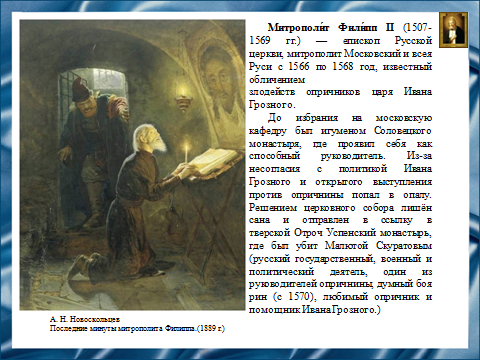 Митрополи́т Фили́пп II (1507-
1569 гг.) — епископ Русской
церкви, митрополит Московский и всея
Руси с 1566 по 1568 год, известный
обличением
злодейств опричников царя Ивана
Грозного.
До избрания на московскую
кафедру был игуменом Соловецкого
монастыря, где проявил себя как
способный руководитель. Из-за
несогласия с политикой Ивана
Грозного и открытого выступления
против опричнины попал в опалу.
Решением церковного собора лишён
сана и отправлен в ссылку в
тверской Отроч Успенский монастырь,
где был убит Малютой Скуратовым
(русский государственный, военный и
политический деятель, один из
руководителей опричнины, думный боя
рин (с 1570), любимый опричник и
помощник Ивана Грозного.)
А. Н. Новоскольцев
Последние минуты митрополита Филиппа.(1889 г.)